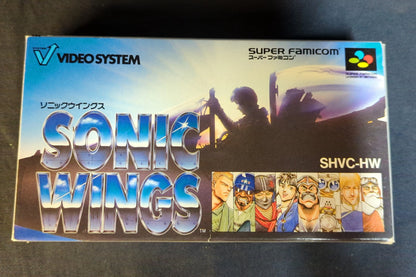 VIDEO SYSTEM
SUPER FAMICOM
スーパーファミコン
ソニックウイングス
SONIC
WINGS™
SHVC-HW